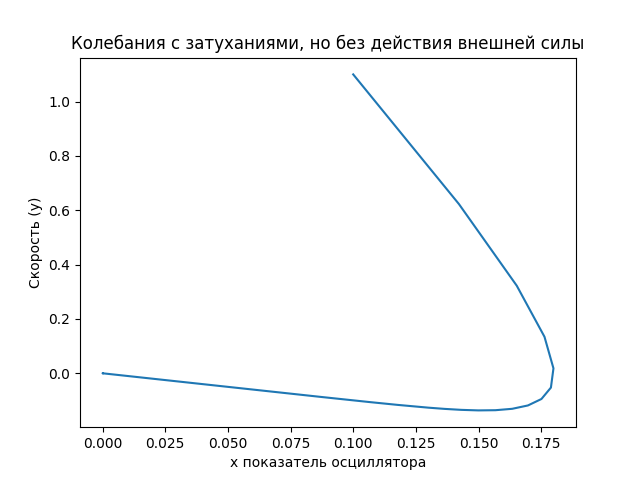 Колебания с затуханиями, но без действия внешней силы
1.0
0.8
0.6
0.4
0.2
0.0
Скорость (y)
0.000 0.025 0.050 0.075 0.100 0.125 0.150 0.175
x показатель осциллятора